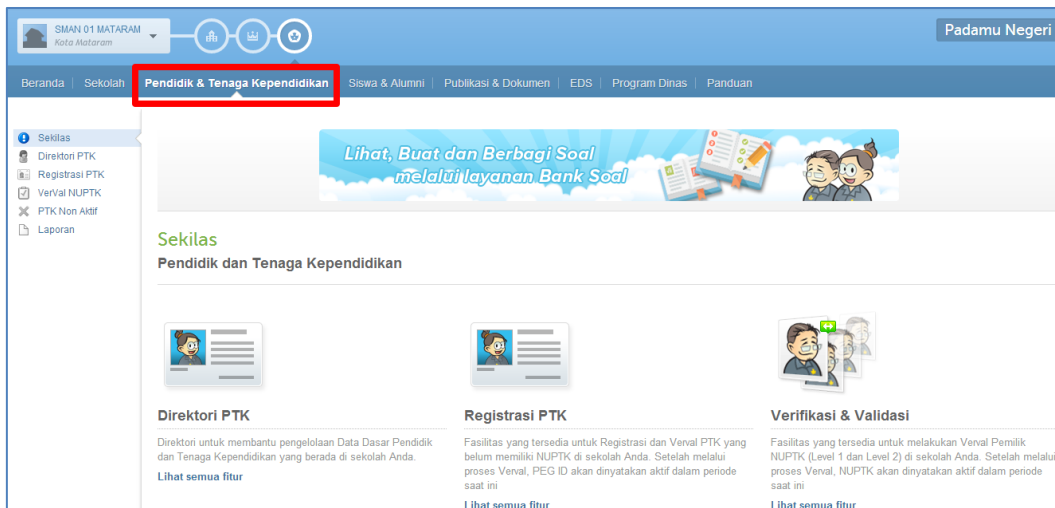 SMAN 01 MATARAM
Kota Mataram
Padamu Negeri
Beranda | Sekolah | Pendidik & Tenaga Kependidikan | Siswa & Alumni | Publikasi & Dokumen | EDS | Program Dinas | Panduan
Sekilas
Direktori PTK
Registrasi PTK
VerVal NUPTK
PTK Non Aktif
Laporan
Lihat, Buat dan Berbagi Soal
melalui layanan Bank Soal
Sekilas
Pendidik dan Tenaga Kependidikan
Direktori PTK
Direktori untuk membantu pengelolaan Data Dasar Pendidik
dan Tenaga Kependidikan yang berada di sekolah Anda.
Lihat semua fitur
Registrasi PTK
Fasilitas yang tersedia untuk Registrasi dan Verval PTK yang
belum memiliki NUPTK di sekolah Anda. Setelah melalui
proses Verval, PEG ID akan dinyatakan aktif dalam periode
saat ini
Lihat semua fitur
Verifikasi & Validasi
Fasilitas yang tersedia untuk melakukan Verval Pemilik
NUPTK (Level 1 dan Level 2) di sekolah Anda. Setelah melalui
proses Verval, NUPTK akan dinyatakan aktif dalam periode
saat ini
Lihat semua fitur